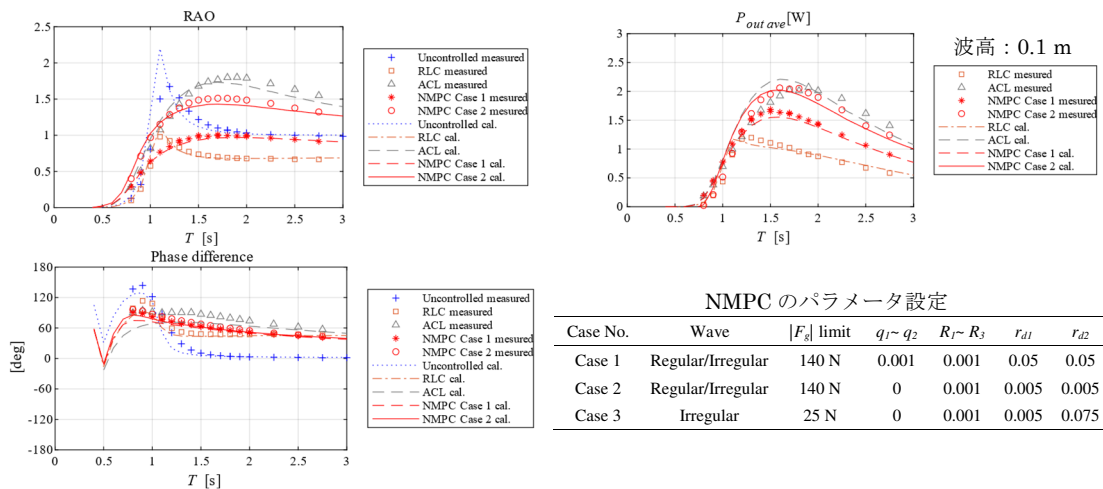 RAO
3
2.5
2
1.5
1
0.5
0
0 0.5 1 1.5 2 2.5 3
T [s]
Uncontrolled measured
RLC measured
ACL measured
NMPC Case 1 mesured
NMPC Case 2 mesured
Uncontrolled cal.
RLC cal.
ACL cal.
NMPC Case 1 cal.
NMPC Case 2 cal.
P out ave [W]
3
2.5
2
1.5
1
0.5
0
0 0.5 1 1.5 2 2.5 3
T [s]
波高：0.1 m
RLC mesured
ACL mesured
NMPC Case 1 mesured
NMPC Case 2 mesured
RLC cal.
ACL cal.
NMPC Case 1 cal.
NMPC Case 2 cal.
Phase difference
[deg]
180
120
60
0
-60
-120
-180
0 0.5 1 1.5 2 2.5 3
T [s]
Uncontrolled measured
RLC measured
ACL measured
NMPC Case 1 mesured
NMPC Case 2 mesured
Uncontrolled cal.
RLC cal.
ACL cal.
NMPC Case 1 cal.
NMPC Case 2 cal.
NMPC のパラメータ設定
Case No. Wave |Fg| limit q1~ q2 R1~ R3 rd1 rd2
Case 1 Regular/Irregular 140 N 0.001 0.001 0.05 0.05
Case 2 Regular/Irregular 140 N 0 0.001 0.005 0.005
Case 3 Irregular 25 N 0 0.001 0.005 0.075